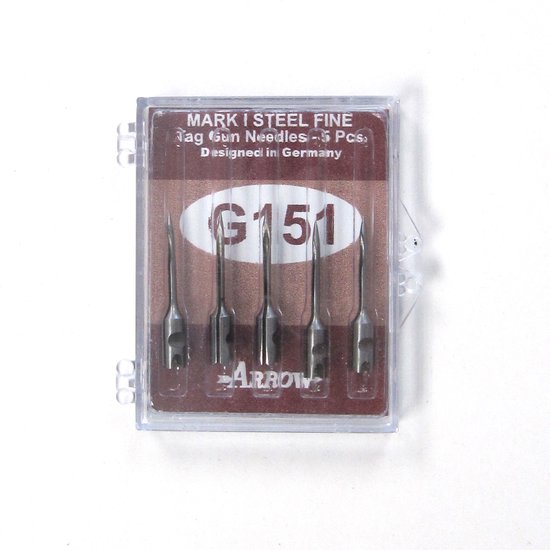 MARK I STEEL FINE
Tag Gun Needles - 5 Pcs.
Designed in Germany
G151
ARROW